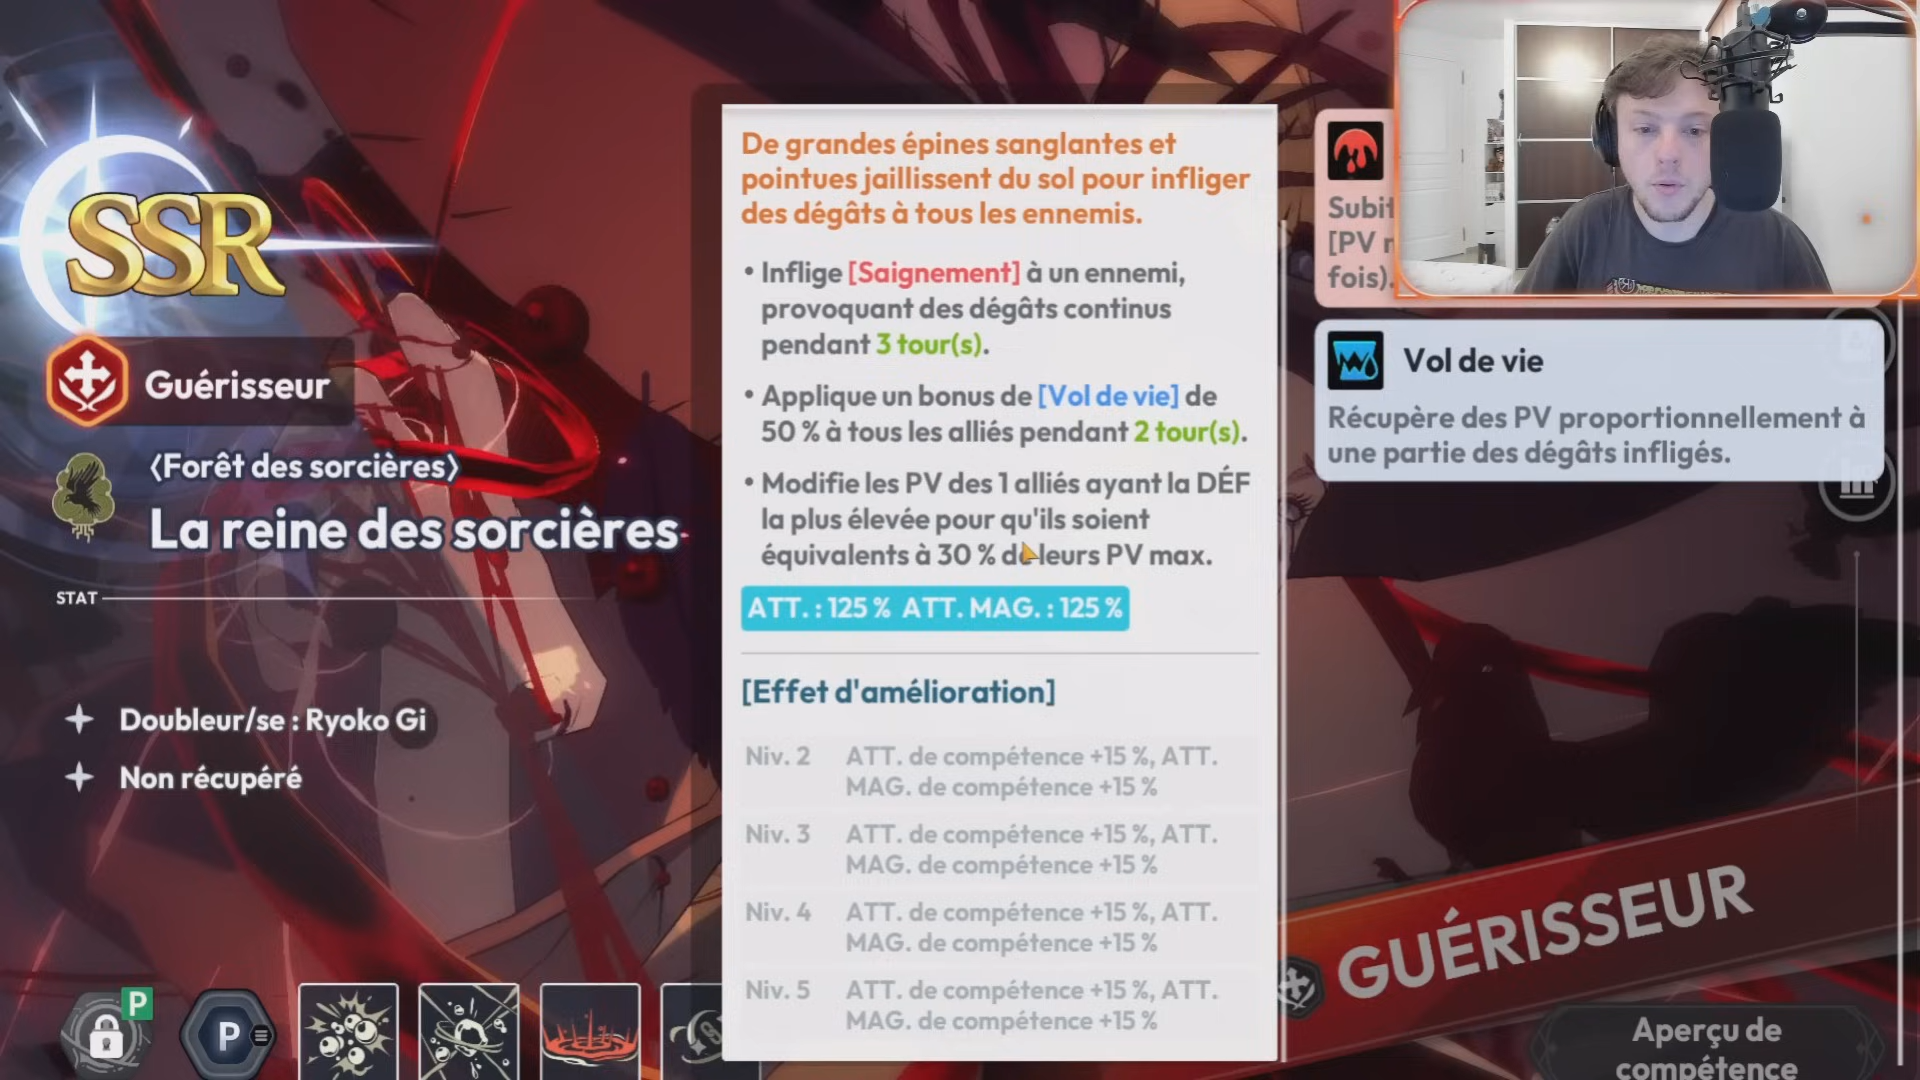 SSR
Guérisseur
〈Forêt des sorcières〉
La reine des sorcières
STAT
Doubleur/se : Ryoko Gi
Non récupéré
P
P
De grandes épines sanglantes et
pointues jaillissent du sol pour infliger
des dégâts à tous les ennemis.
• Inflige [Saignement] à un ennemi,
provoquant des dégâts continus
pendant 3 tour(s).
• Applique un bonus de [Vol de vie] de
50 % à tous les alliés pendant 2 tour(s).
• Modifie les PV des 1 alliés ayant la DÉF
la plus élevée pour qu'ils soient
équivalents à 30 % de leurs PV max.
ATT. : 125 % ATT. MAG. : 125 %
[Effet d'amélioration]
Niv. 2 ATT. de compétence +15 %, ATT.
MAG. de compétence +15 %
Niv. 3 ATT. de compétence +15 %, ATT.
MAG. de compétence +15 %
Niv. 4 ATT. de compétence +15 %, ATT.
MAG. de compétence +15 %
Niv. 5 ATT. de compétence +15 %, ATT.
MAG. de compétence +15 %
Subit
[PV
fois).
Vol de vie
Récupère des PV proportionnellement à
une partie des dégâts infligés.
GUÉRISSEUR
Aperçu de
compétence